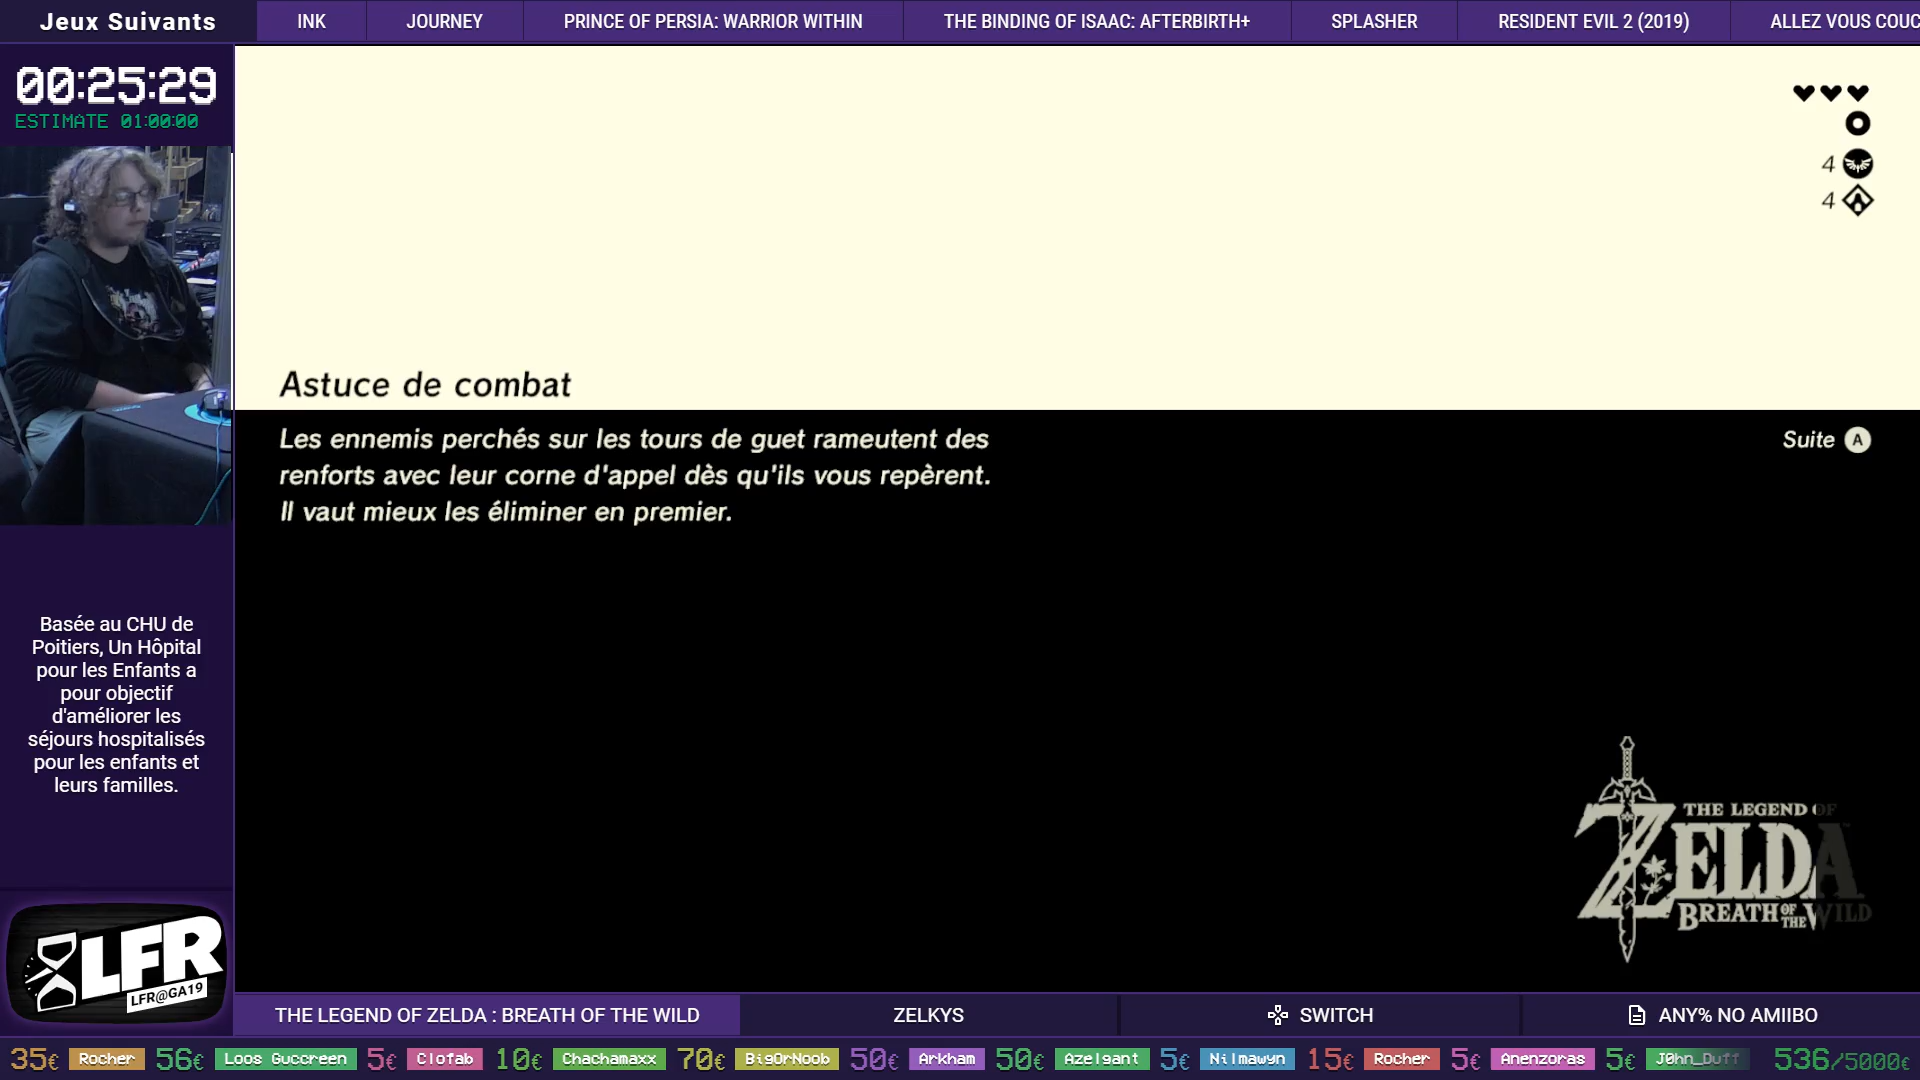 Jeux Suivants
INK
JOURNEY
PRINCE OF PERSIA: WARRIOR WITHIN
THE BINDING OF ISAAC: AFTERBIRTH+
SPLASHER
RESIDENT EVIL 2 (2019)
ALLEZ VOUS COUC
00:25:29
ESTIMATE 01:00:00
4
4
Astuce de combat
Les ennemis perchés sur les tours de guet rameutent des
renforts avec leur corne d'appel dès qu'ils vous repèrent.
Il vaut mieux les éliminer en premier.
Suite A
Basée au CHU de
Poitiers, Un Hôpital
pour les Enfants a
pour objectif
d'améliorer les
séjours hospitalisés
pour les enfants et
leurs familles.
THE LEGEND OF
ZELDA
BREATH OF THE WILD
LFR
LFR@GA19
THE LEGEND OF ZELDA : BREATH OF THE WILD
ZELKYS
SWITCH
ANY% NO AMIIBO
35€ Rocher 56€ Loos Guccreen 5€ Clofab 10€ Chachamaxx 70€ BigOrNoob 50€ Arkham 50€ Azelgant 5€ Nilmawyn 15€ Rocher 5€ Anenzoras 5€ J0hn_Duff 536/5000€